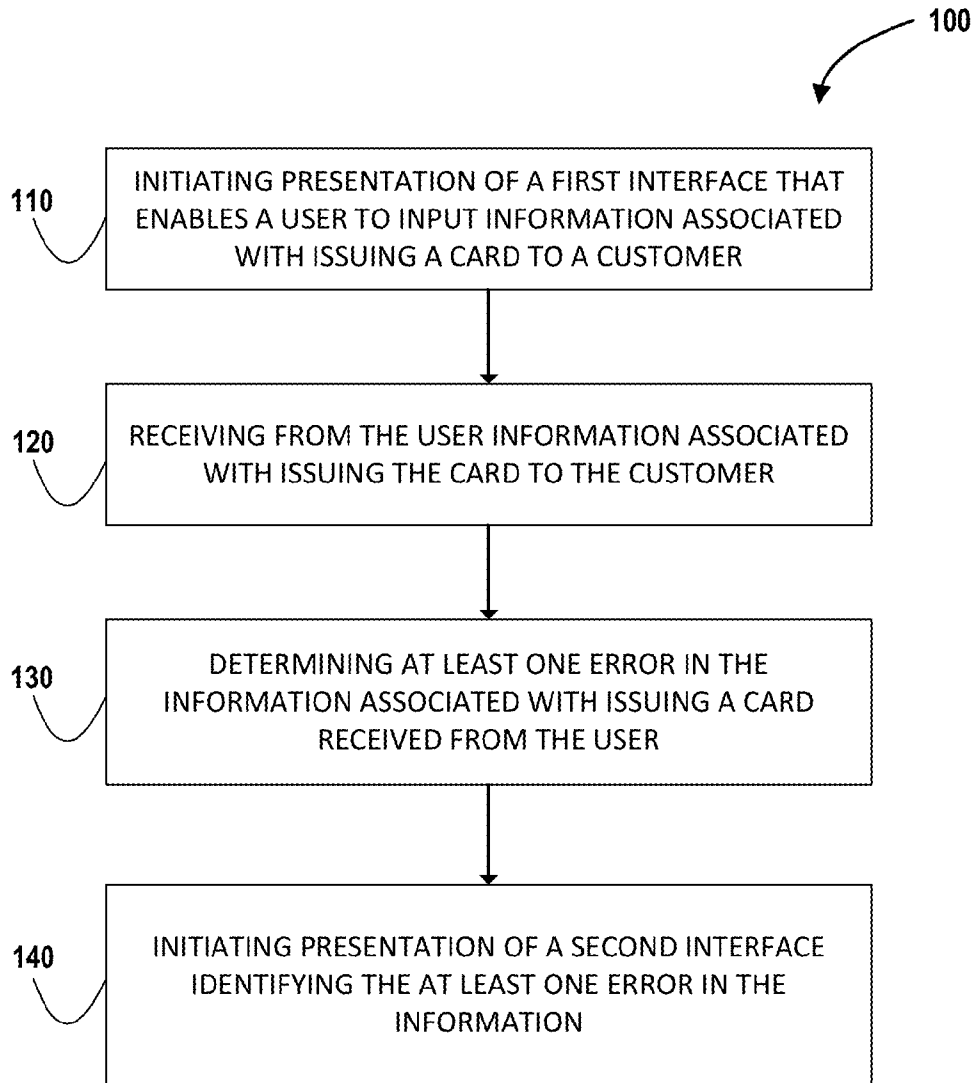 100
110
INITIATING PRESENTATION OF A FIRST INTERFACE THAT
ENABLES A USER TO INPUT INFORMATION ASSOCIATED
WITH ISSUING A CARD TO A CUSTOMER
120
RECEIVING FROM THE USER INFORMATION ASSOCIATED
WITH ISSUING THE CARD TO THE CUSTOMER
130
DETERMINING AT LEAST ONE ERROR IN THE
INFORMATION ASSOCIATED WITH ISSUING A CARD
RECEIVED FROM THE USER
140
INITIATING PRESENTATION OF A SECOND INTERFACE
IDENTIFYING THE AT LEAST ONE ERROR IN THE
INFORMATION